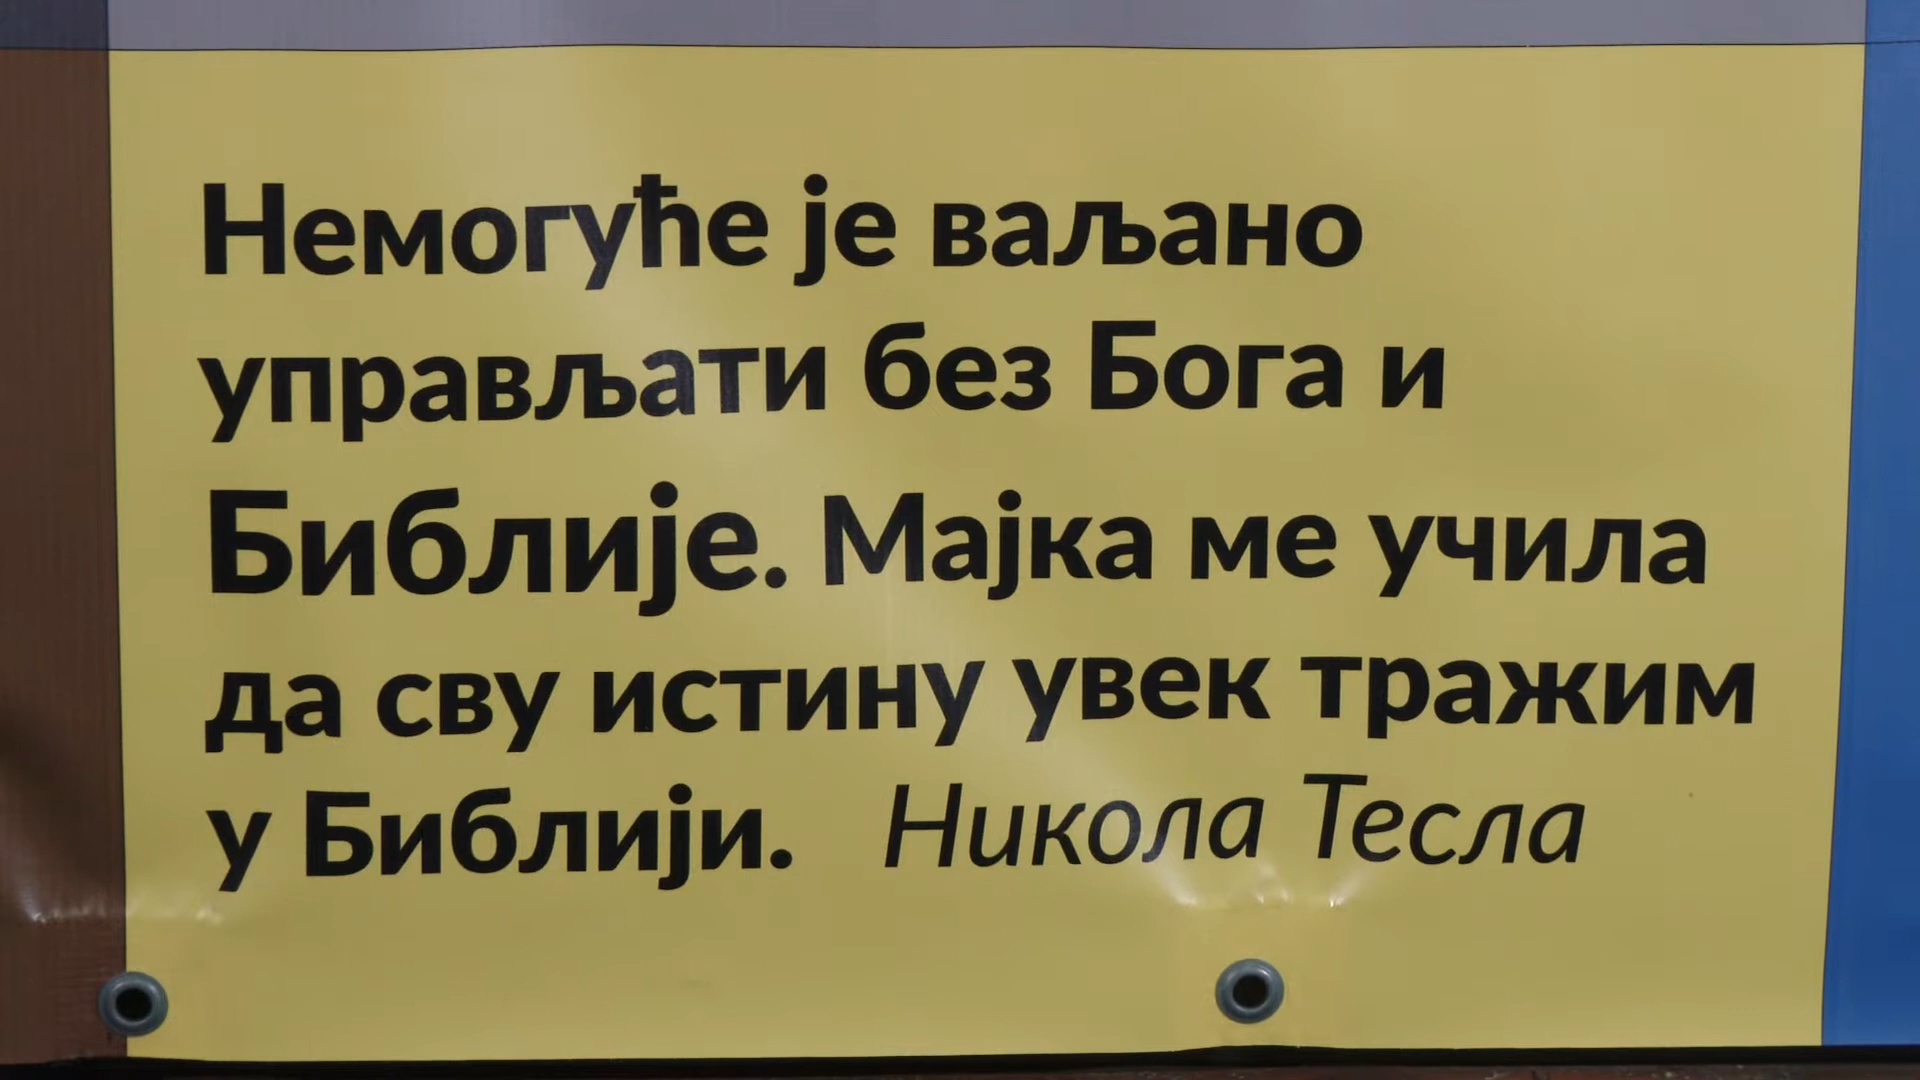 Немогуће је ваљано
управљати без Бога и
Библије. Мајка ме учила
да сву истину увек тражим
у Библији. Никола Тесла